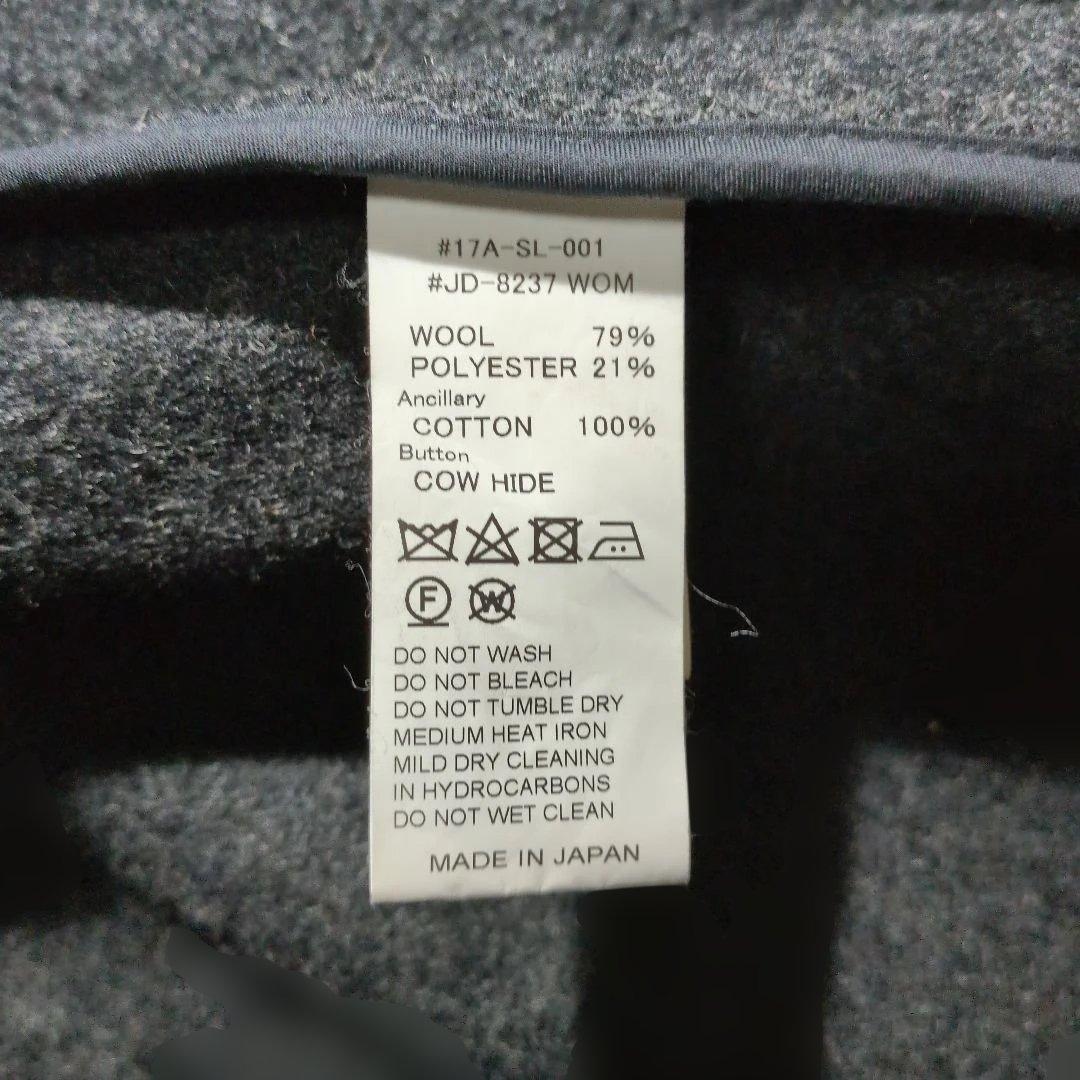 #17A-SL-001
#JD-8237 WOM
WOOL 79%
POLYESTER 21%
Ancillary
COTTON 100%
Button
COW HIDE
F W
DO NOT WASH
DO NOT BLEACH
DO NOT TUMBLE DRY
MEDIUM HEAT IRON
MILD DRY CLEANING
IN HYDROCARBONS
DO NOT WET CLEAN
MADE IN JAPAN